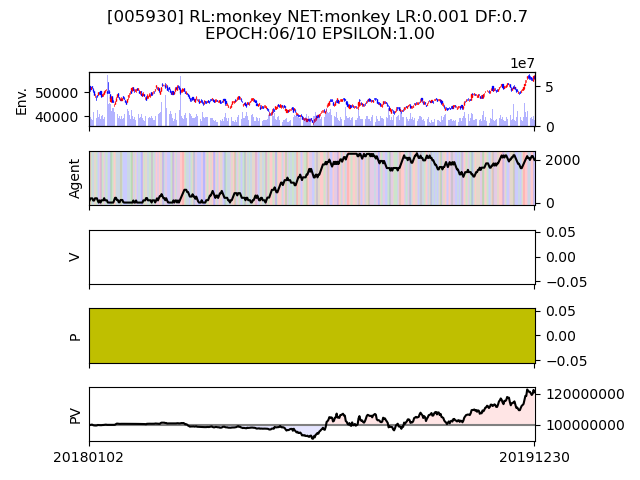 [005930] RL:monkey NET:monkey LR:0.001 DF:0.7
EPOCH:06/10 EPSILON:1.00
1e7
Env.
50000
40000
5
0
Agent
2000
0
V
0.05
0.00
−0.05
P
0.05
0.00
−0.05
PV
120000000
100000000
20180102
20191230